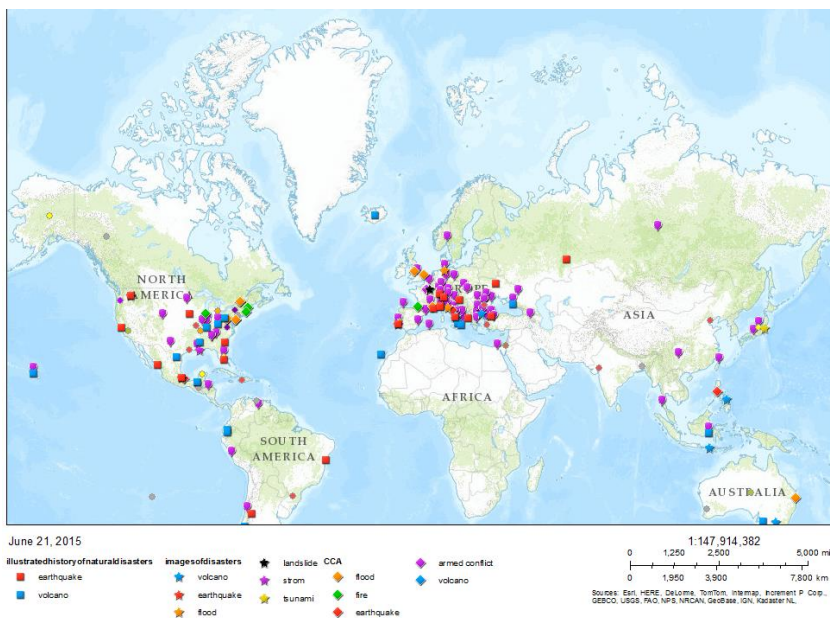 NORTH
AMERICA
EUROPE
ASIA
AFRICA
SOUTH
AMERICA
AUSTRALIA
June 21, 2015
1:147,914,382
0 1,250 2,500 5,000 mi
0 1,950 3,900 7,800 km
illustratedhistoryofnaturaldisasters
earthquake
volcano
imagesofdisasters
volcano
earthquake
flood
landslide
strom
tsunami
CCA
flood
fire
earthquake
armed conflict
volcano
Sources: Esri, HERE, DeLorme, TomTom, Intermap, increment P Corp.,
GEBCO, USGS, FAO, NPS, NRCAN, GeoBase, IGN, Kadaster NL,